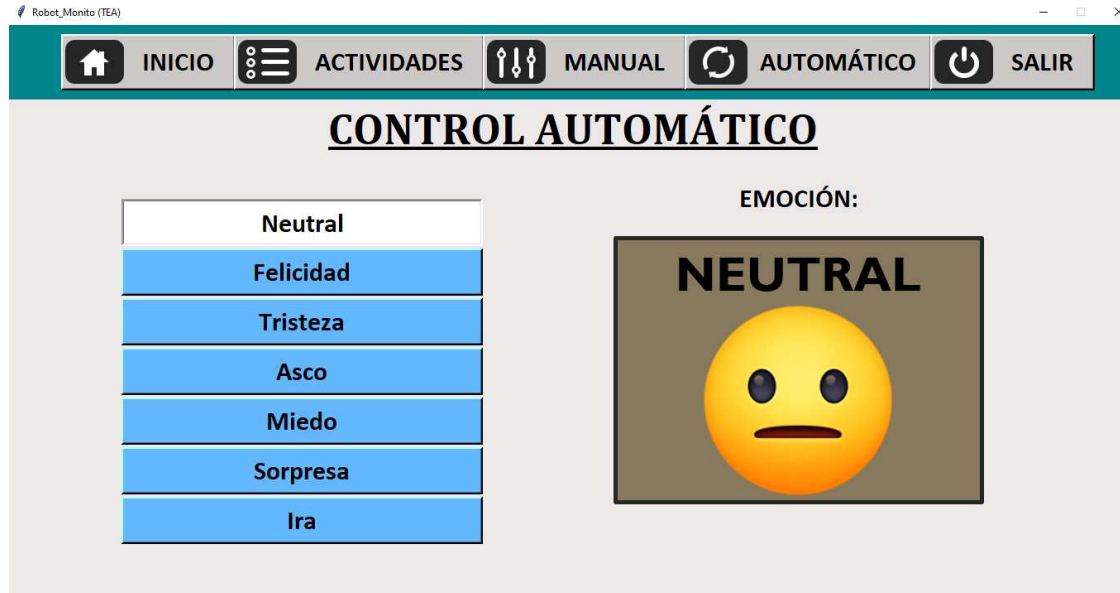 Robot_Monito (TEA)
INICIO ACTIVIDADES MANUAL AUTOMÁTICO SALIR
CONTROL AUTOMÁTICO
EMOCIÓN:
Neutral
Felicidad
Tristeza
Asco
Miedo
Sorpresa
Ira
NEUTRAL